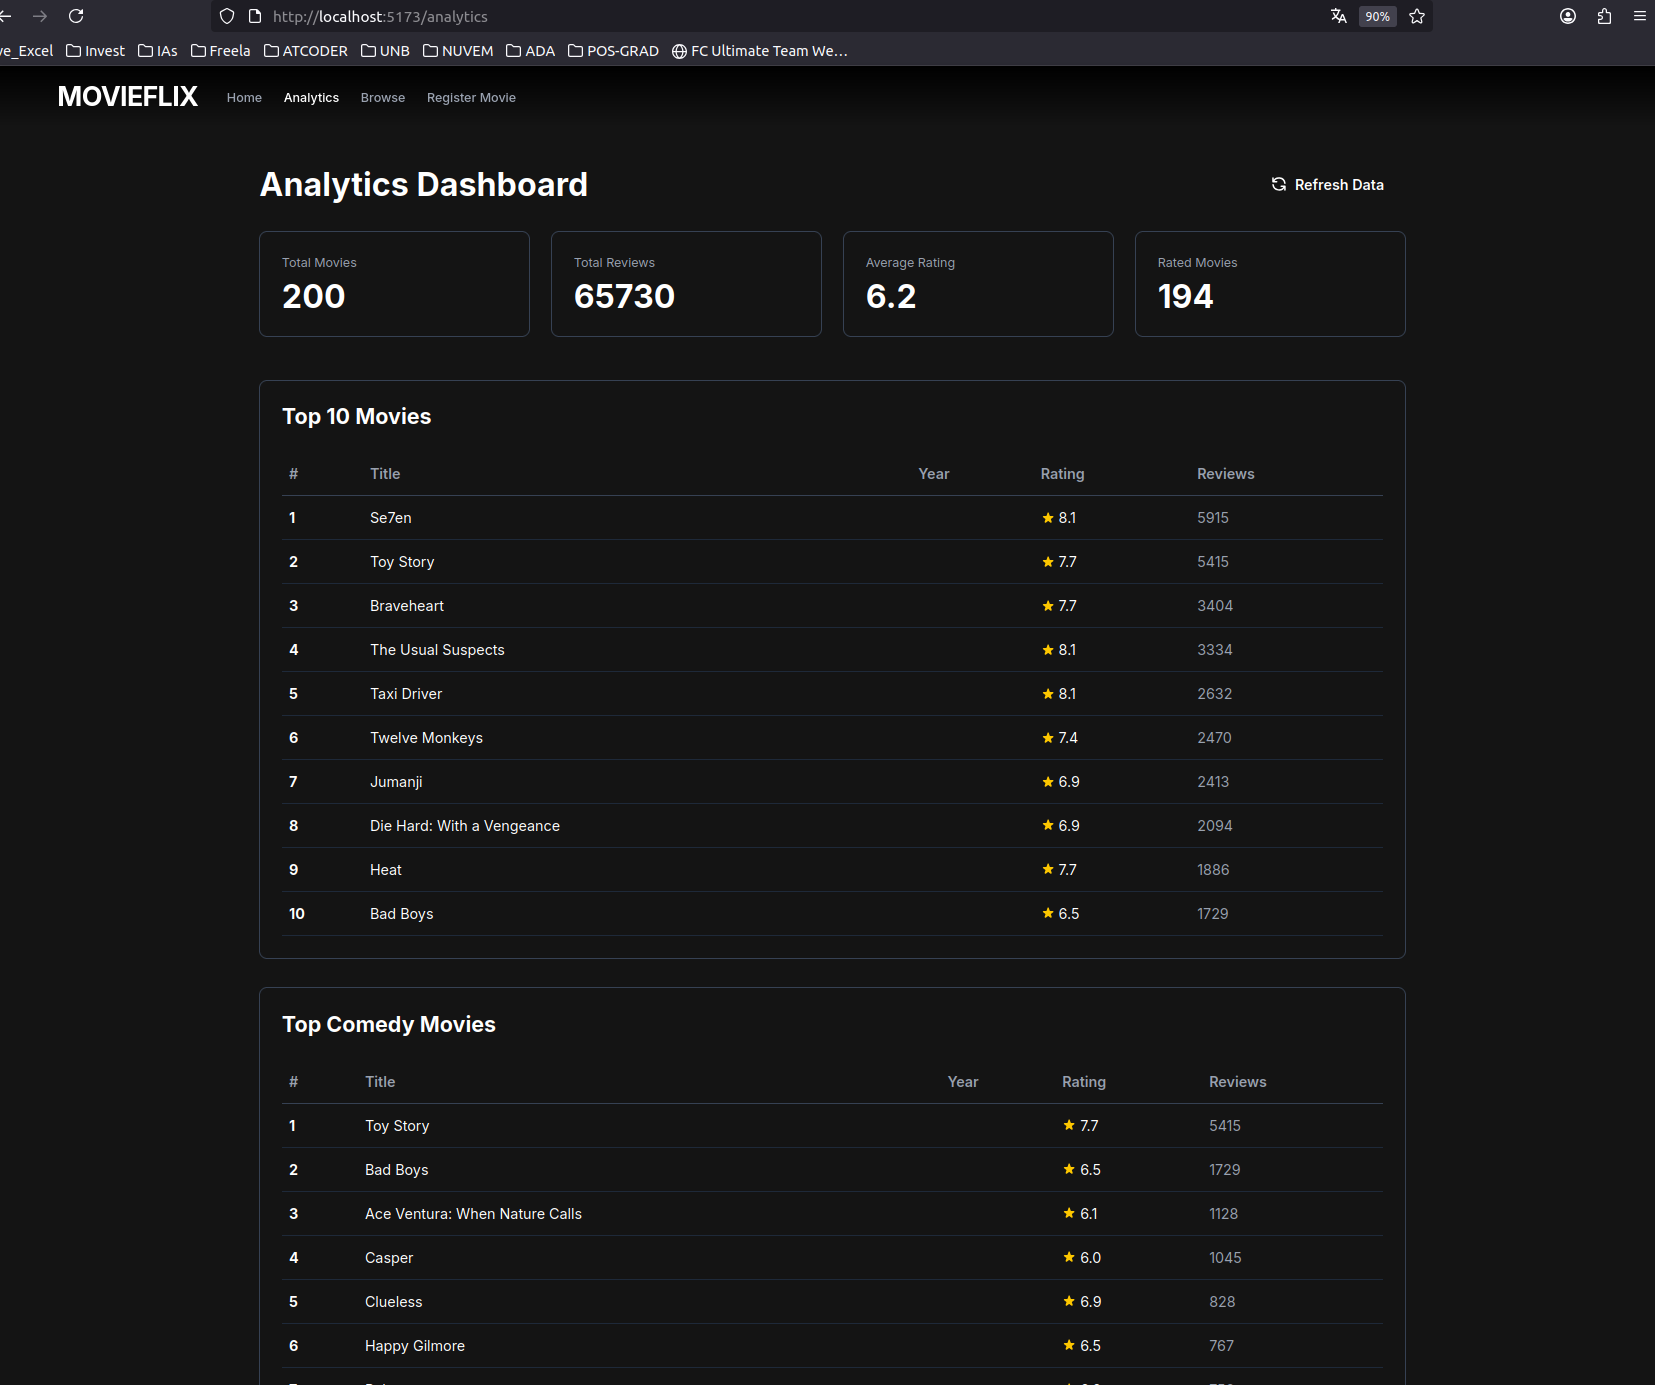 http://localhost:5173/analytics 90%
ve_Excel Invest IAs Freela ATCODER UNB NUVEM ADA POS-GRAD FC Ultimate Team We…
MOVIEFLIX Home Analytics Browse Register Movie
Analytics Dashboard Refresh Data
Total Movies Total Reviews Average Rating Rated Movies
200 65730 6.2 194
Top 10 Movies
# Title Year Rating Reviews
1 Se7en 8.1 5915
2 Toy Story 7.7 5415
3 Braveheart 7.7 3404
4 The Usual Suspects 8.1 3334
5 Taxi Driver 8.1 2632
6 Twelve Monkeys 7.4 2470
7 Jumanji 6.9 2413
8 Die Hard: With a Vengeance 6.9 2094
9 Heat 7.7 1886
10 Bad Boys 6.5 1729
Top Comedy Movies
# Title Year Rating Reviews
1 Toy Story 7.7 5415
2 Bad Boys 6.5 1729
3 Ace Ventura: When Nature Calls 6.1 1128
4 Casper 6.0 1045
5 Clueless 6.9 828
6 Happy Gilmore 6.5 767